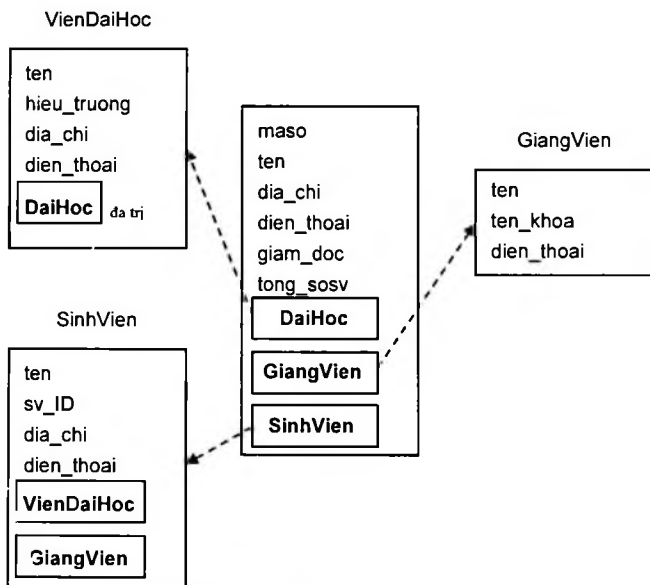 VienDaiHoc
ten
hieu_truong
dia_chi
dien_thoai
DaiHoc đa trị
maso
ten
dia_chi
dien_thoai
giam_doc
tong_sosv
DaiHoc
GiangVien
SinhVien
GiangVien
ten
ten_khoa
dien_thoai
SinhVien
ten
sv_ID
dia_chi
dien_thoai
VienDaiHoc
GiangVien